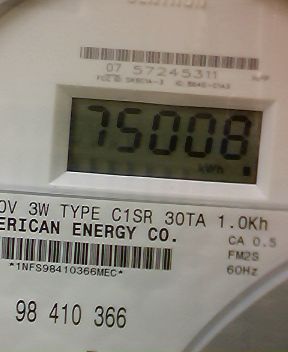 07 57245311
75008
kWh
0V 3W TYPE C1SR 30TA 1.0Kh
ERICAN ENERGY CO.
CA 0.5
FM2S
*1NFS98410366MEC*
60Hz
98 410 366